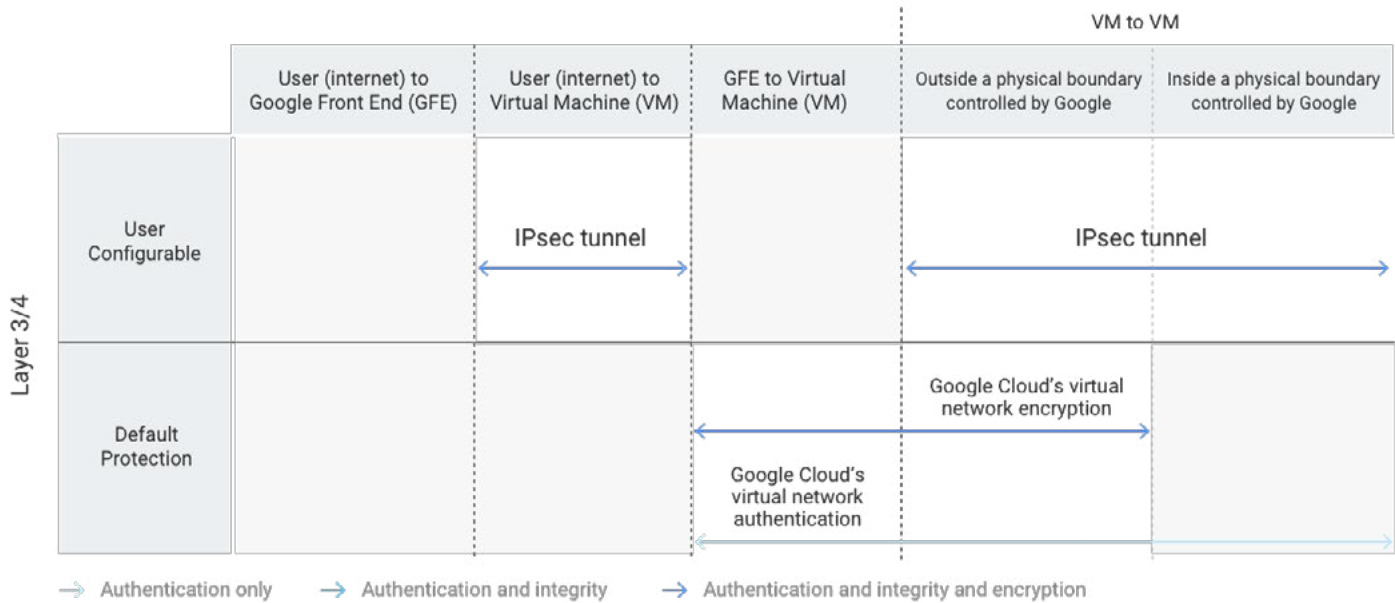 VM to VM
User (internet) to
Google Front End (GFE)
User (internet) to
Virtual Machine (VM)
GFE to Virtual
Machine (VM)
Outside a physical boundary
controlled by Google
Inside a physical boundary
controlled by Google
Layer 3/4
User
Configurable
IPsec tunnel
IPsec tunnel
Default
Protection
Google Cloud's virtual
network encryption
Google Cloud's
virtual network
authentication
Authentication only
Authentication and integrity
Authentication and integrity and encryption